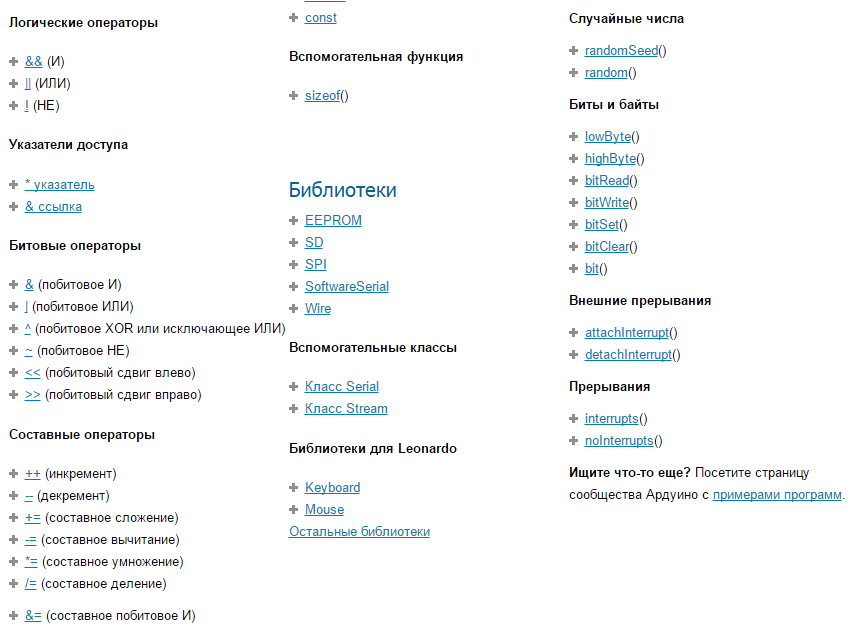 Логические операторы
&& (И)
|| (ИЛИ)
! (НЕ)
Указатели доступа
* указатель
& ссылка
Битовые операторы
& (побитовое И)
| (побитовое ИЛИ)
^ (побитовое XOR или исключающее ИЛИ)
~ (побитовое НЕ)
<< (побитовый сдвиг влево)
>> (побитовый сдвиг вправо)
Составные операторы
++ (инкремент)
-- (декремент)
+= (составное сложение)
-= (составное вычитание)
*= (составное умножение)
/= (составное деление)
&= (составное побитовое И)
const
Вспомогательная функция
sizeof()
Библиотеки
EEPROM
SD
SPI
SoftwareSerial
Wire
Вспомогательные классы
Класс Serial
Класс Stream
Библиотеки для Leonardo
Keyboard
Mouse
Остальные библиотеки
Случайные числа
randomSeed()
random()
Биты и байты
lowByte()
highByte()
bitRead()
bitWrite()
bitSet()
bitClear()
bit()
Внешние прерывания
attachInterrupt()
detachInterrupt()
Прерывания
interrupts()
noInterrupts()
Ищите что-то еще? Посетите страницу
сообщества Ардуино с примерами программ.